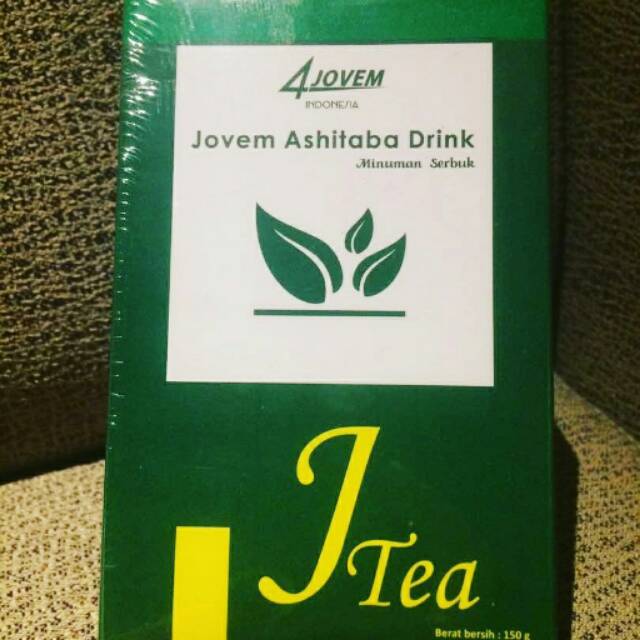 4JOVEM
INDONESIA
Jovem Ashitaba Drink
Minuman Serbuk
J Tea
Berat bersih : 150 g